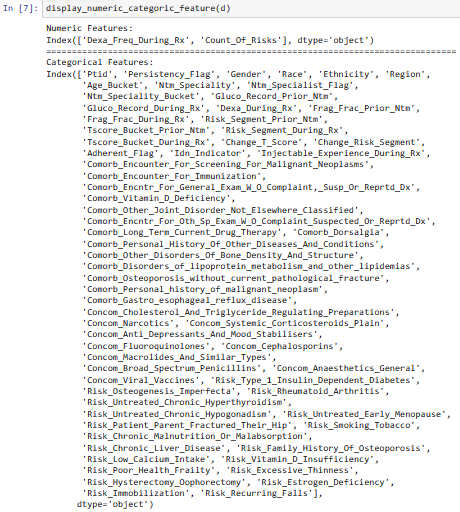 In [7]: display_numeric_categoric_feature(d)
Numeric Features:
Index(['Dexa_Freq_During_Rx', 'Count_Of_Risks'], dtype='object')
====================================================================
Categorical Features:
Index(['Ptid', 'Persistency_Flag', 'Gender', 'Race', 'Ethnicity', 'Region',
'Age_Bucket', 'Ntm_Speciality', 'Ntm_Specialist_Flag',
'Ntm_Speciality_Bucket', 'Gluco_Record_Prior_Ntm',
'Gluco_Record_During_Rx', 'Dexa_During_Rx', 'Frag_Frac_Prior_Ntm',
'Frag_Frac_During_Rx', 'Risk_Segment_Prior_Ntm',
'Tscore_Bucket_Prior_Ntm', 'Risk_Segment_During_Rx',
'Tscore_Bucket_During_Rx', 'Change_T_Score', 'Change_Risk_Segment',
'Adherent_Flag', 'Idn_Indicator', 'Injectable_Experience_During_Rx',
'Comorb_Encounter_For_Screening_For_Malignant_Neoplasms',
'Comorb_Encounter_For_Immunization',
'Comorb_Encntr_For_General_Exam_W_O_Complaint,_Susp_Or_Reprtd_Dx',
'Comorb_Vitamin_D_Deficiency',
'Comorb_Other_Joint_Disorder_Not_Elsewhere_Classified',
'Comorb_Encntr_For_Oth_Sp_Exam_W_O_Complaint_Suspected_Or_Reprtd_Dx',
'Comorb_Long_Term_Current_Drug_Therapy', 'Comorb_Dorsalgia',
'Comorb_Personal_History_Of_Other_Diseases_And_Conditions',
'Comorb_Other_Disorders_Of_Bone_Density_And_Structure',
'Comorb_Disorders_of_lipoprotein_metabolism_and_other_lipidemias',
'Comorb_Osteoporosis_without_current_pathological_fracture',
'Comorb_Personal_history_of_malignant_neoplasm',
'Comorb_Gastro_esophageal_reflux_disease',
'Concom_Cholesterol_And_Triglyceride_Regulating_Preparations',
'Concom_Narcotics', 'Concom_Systemic_Corticosteroids_Plain',
'Concom_Anti_Depressants_And_Mood_Stabilisers',
'Concom_Fluoroquinolones', 'Concom_Cephalosporins',
'Concom_Macrolides_And_Similar_Types',
'Concom_Broad_Spectrum_Penicillins', 'Concom_Anaesthetics_General',
'Concom_Viral_Vaccines', 'Risk_Type_1_Insulin_Dependent_Diabetes',
'Risk_Osteogenesis_Imperfecta', 'Risk_Rheumatoid_Arthritis',
'Risk_Untreated_Chronic_Hyperthyroidism',
'Risk_Untreated_Chronic_Hypogonadism', 'Risk_Untreated_Early_Menopause',
'Risk_Patient_Parent_Fractured_Their_Hip', 'Risk_Smoking_Tobacco',
'Risk_Chronic_Malnutrition_Or_Malabsorption',
'Risk_Chronic_Liver_Disease', 'Risk_Family_History_Of_Osteoporosis',
'Risk_Low_Calcium_Intake', 'Risk_Vitamin_D_Insufficiency',
'Risk_Poor_Health_Frailty', 'Risk_Excessive_Thinness',
'Risk_Hysterectomy_Oophorectomy', 'Risk_Estrogen_Deficiency',
'Risk_Immobilization', 'Risk_Recurring_Falls'],
dtype='object')